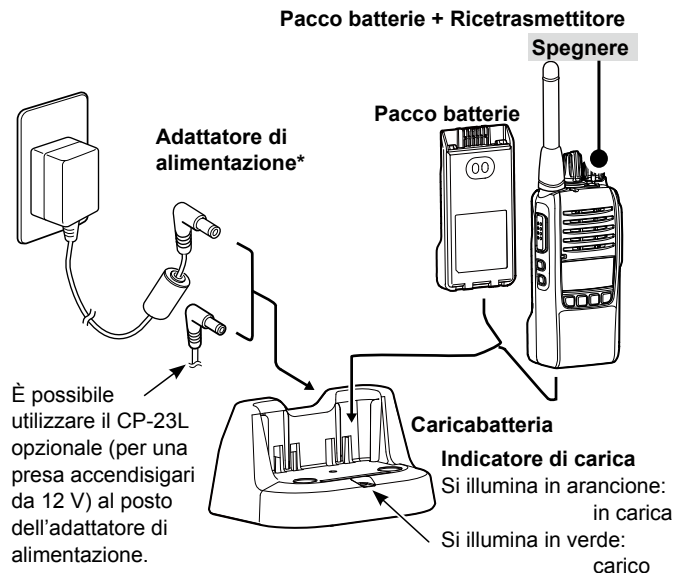 Pacco batterie + Ricetrasmettitore
Spegnere
Pacco batterie
Adattatore di
alimentazione*
È possibile
utilizzare il CP-23L
opzionale (per una
presa accendisigari
da 12 V) al posto
dell'adattatore di
alimentazione.
Caricabatteria
Indicatore di carica
Si illumina in arancione:
in carica
Si illumina in verde:
carico